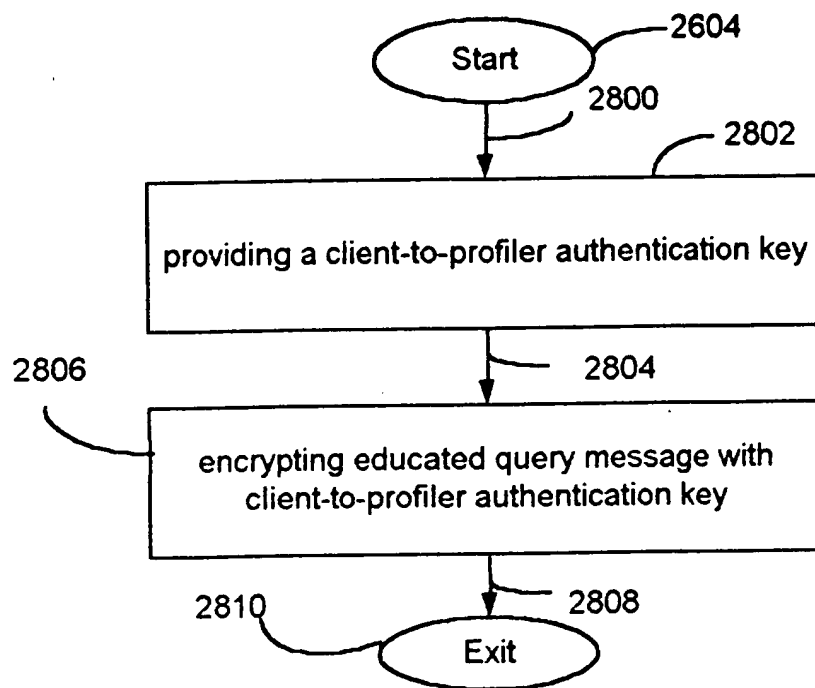 Start
2604
2800
2802
providing a client-to-profiler authentication key
2804
2806
encrypting educated query message with
client-to-profiler authentication key
2808
2810
Exit